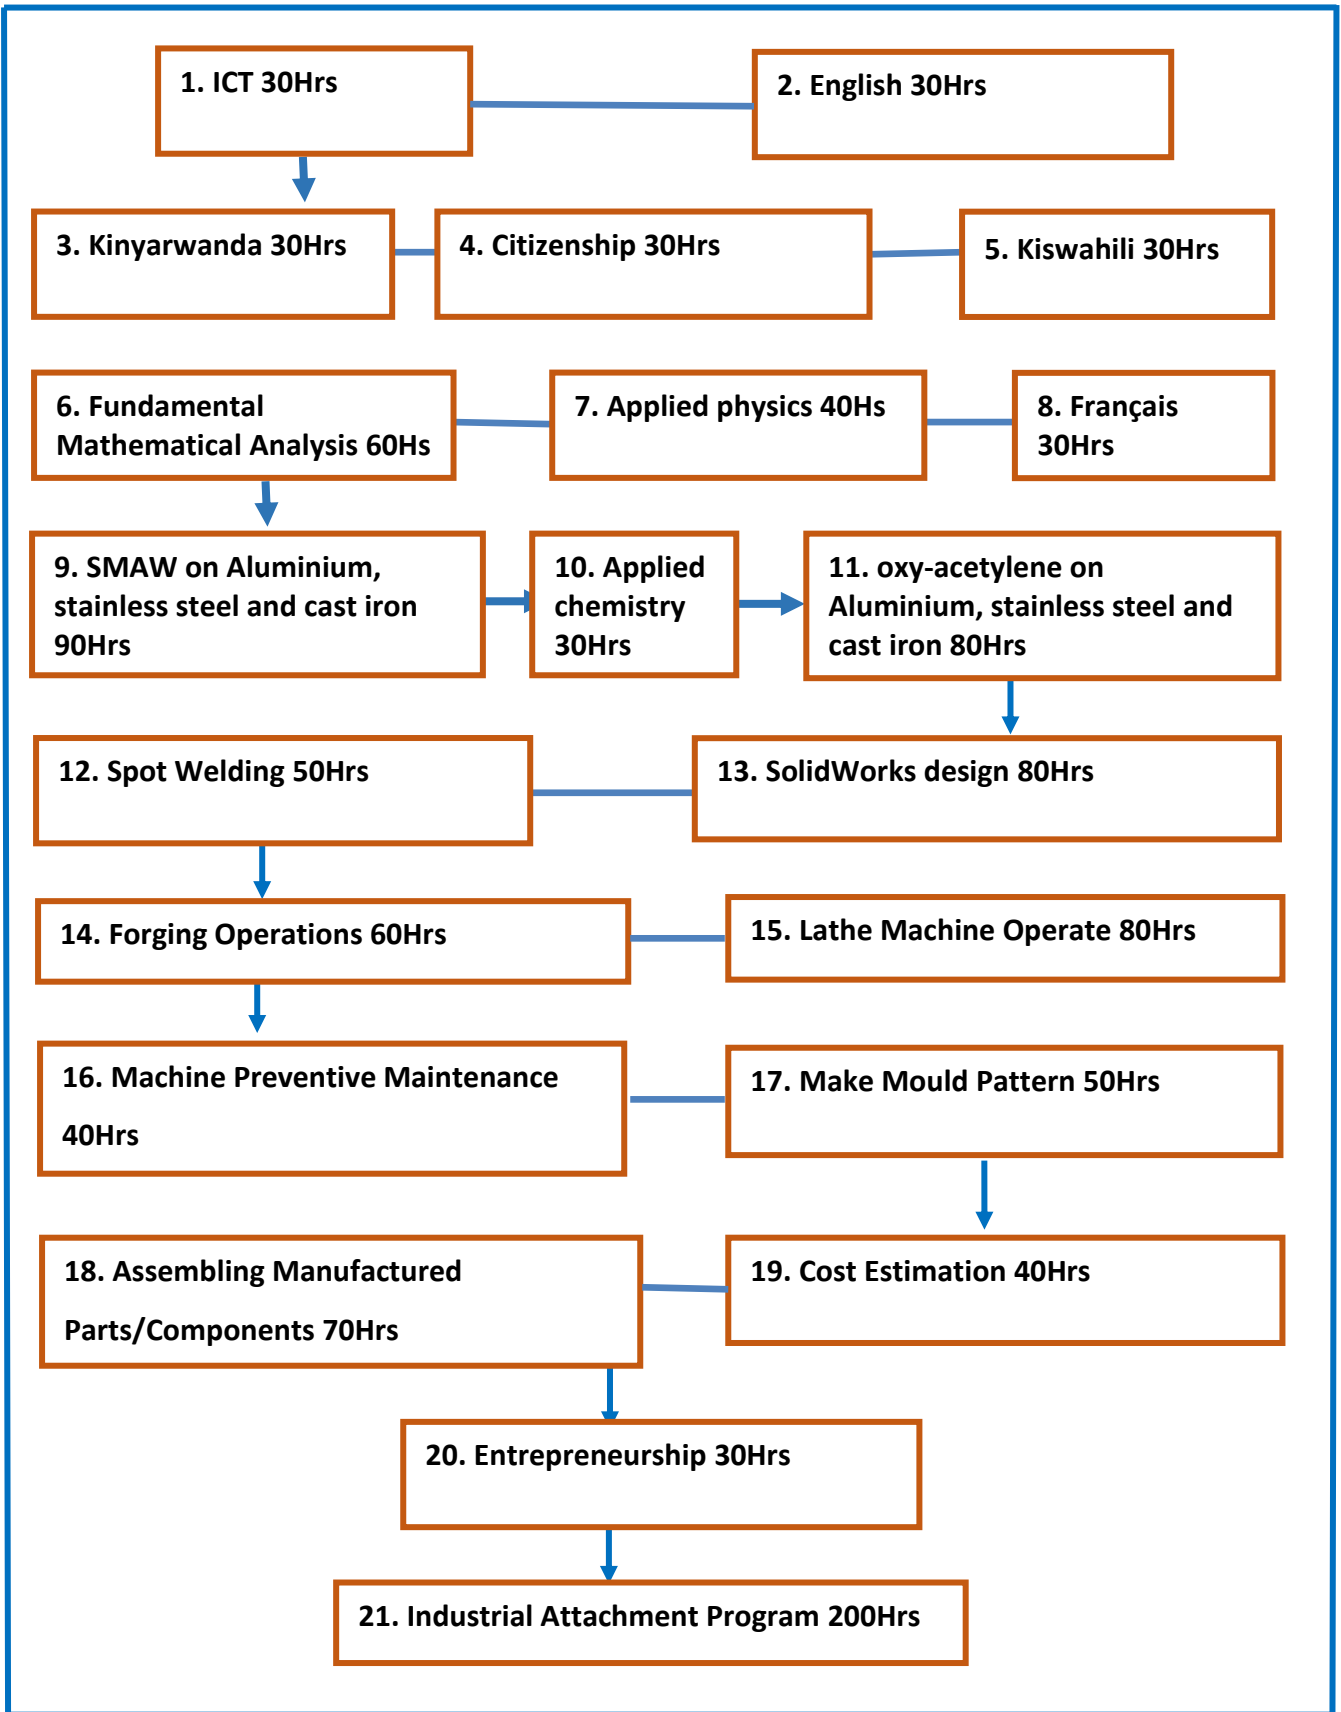 1. ICT 30Hrs
2. English 30Hrs
3. Kinyarwanda 30Hrs
4. Citizenship 30Hrs
5. Kiswahili 30Hrs
6. Fundamental
Mathematical Analysis 60Hs
7. Applied physics 40Hs
8. Français
30Hrs
9. SMAW on Aluminium,
stainless steel and cast iron
90Hrs
10. Applied
chemistry
30Hrs
11. oxy-acetylene on
Aluminium, stainless steel and
cast iron 80Hrs
12. Spot Welding 50Hrs
13. SolidWorks design 80Hrs
14. Forging Operations 60Hrs
15. Lathe Machine Operate 80Hrs
16. Machine Preventive Maintenance
40Hrs
17. Make Mould Pattern 50Hrs
18. Assembling Manufactured
Parts/Components 70Hrs
19. Cost Estimation 40Hrs
20. Entrepreneurship 30Hrs
21. Industrial Attachment Program 200Hrs